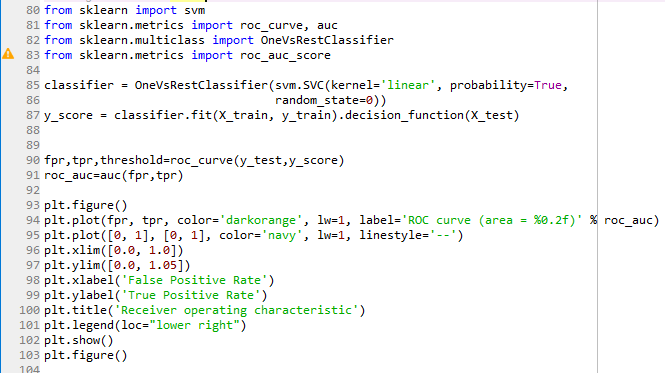 80 from sklearn import svm
81 from sklearn.metrics import roc_curve, auc
82 from sklearn.multiclass import OneVsRestClassifier
83 from sklearn.metrics import roc_auc_score
84
85 classifier = OneVsRestClassifier(svm.SVC(kernel='linear', probability=True,
86                                  random_state=0))
87 y_score = classifier.fit(X_train, y_train).decision_function(X_test)
88
89
90 fpr,tpr,threshold=roc_curve(y_test,y_score)
91 roc_auc=auc(fpr,tpr)
92
93 plt.figure()
94 plt.plot(fpr, tpr, color='darkorange', lw=1, label='ROC curve (area = %0.2f)' % roc_auc)
95 plt.plot([0, 1], [0, 1], color='navy', lw=1, linestyle='--')
96 plt.xlim([0.0, 1.0])
97 plt.ylim([0.0, 1.05])
98 plt.xlabel('False Positive Rate')
99 plt.ylabel('True Positive Rate')
100 plt.title('Receiver operating characteristic')
101 plt.legend(loc="lower right")
102 plt.show()
103 plt.figure()
104